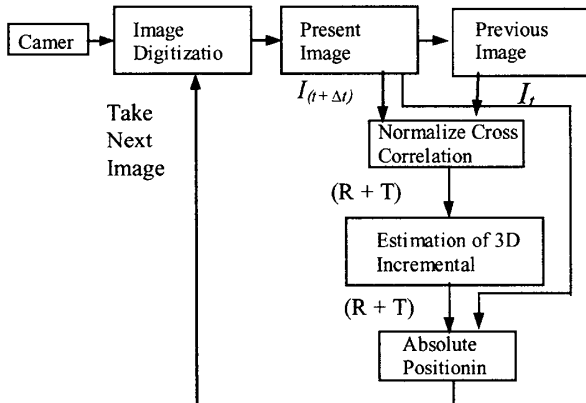 Camer
Image
Digitizatio
Present
Image
Previous
Image
I(t + Δt)
I_t
Take
Next
Image
Normalize Cross
Correlation
(R + T)
Estimation of 3D
Incremental
(R + T)
Absolute
Positionin